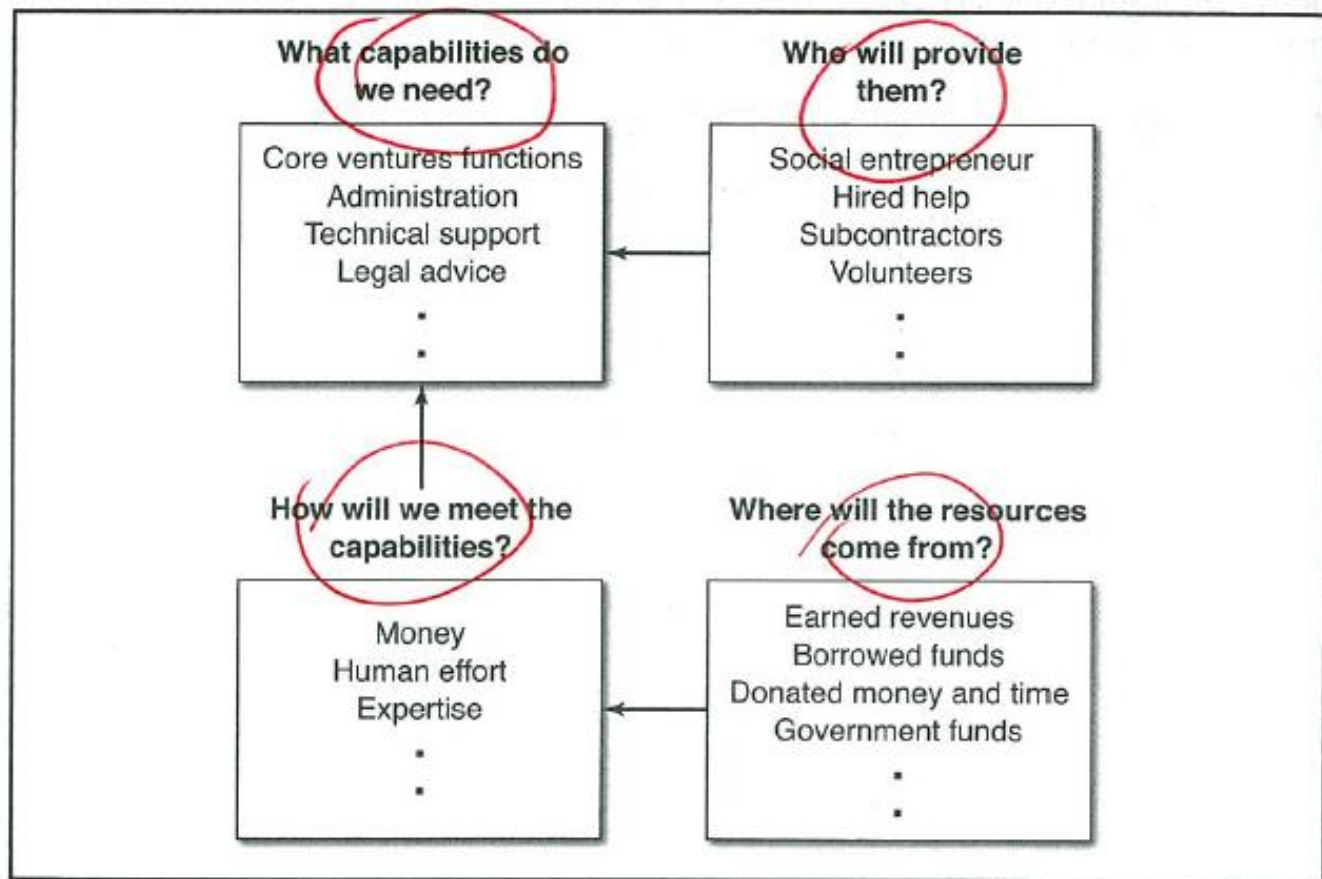 What capabilities do
we need?
Core ventures functions
Administration
Technical support
Legal advice
Who will provide
them?
Social entrepreneur
Hired help
Subcontractors
Volunteers
How will we meet the
capabilities?
Money
Human effort
Expertise
Where will the resources
come from?
Earned revenues
Borrowed funds
Donated money and time
Government funds